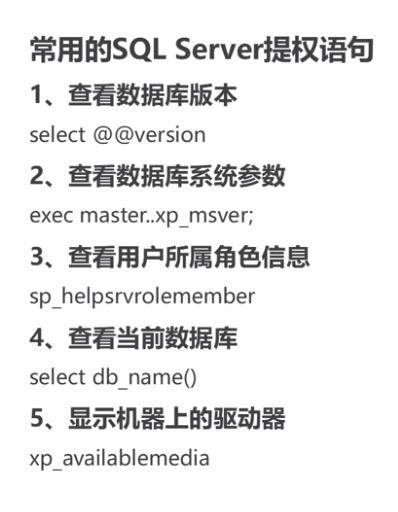 常用的SQL Server提权语句
1、查看数据库版本
select @@version
2、查看数据库系统参数
exec master..xp_msver;
3、查看用户所属角色信息
sp_helpsrvrolemember
4、查看当前数据库
select db_name()
5、显示机器上的驱动器
xp_availablemedia